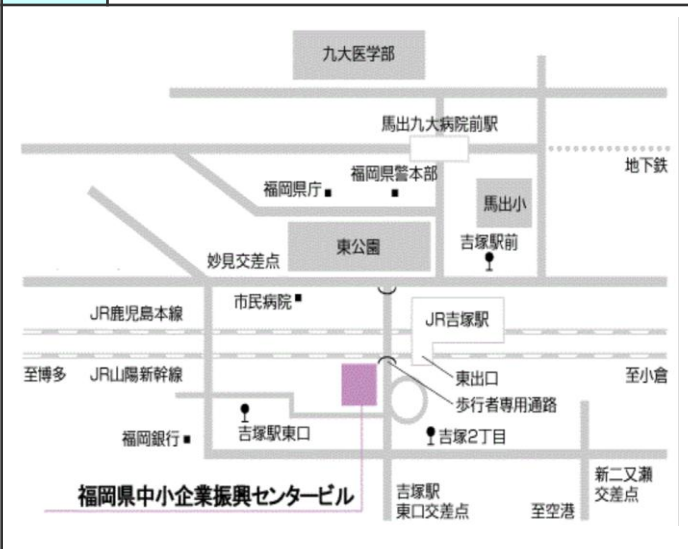 九大医学部
馬出九大病院前駅
地下鉄
福岡県警本部
福岡県庁
馬出小
吉塚駅前
東公園
妙見交差点
市民病院
JR鹿児島本線
JR吉塚駅
至博多
JR山陽新幹線
東出口
至小倉
歩行者専用通路
吉塚駅東口
吉塚2丁目
福岡銀行
福岡県中小企業振興センタービル
吉塚駅
東口交差点
至空港
新二又瀬
交差点